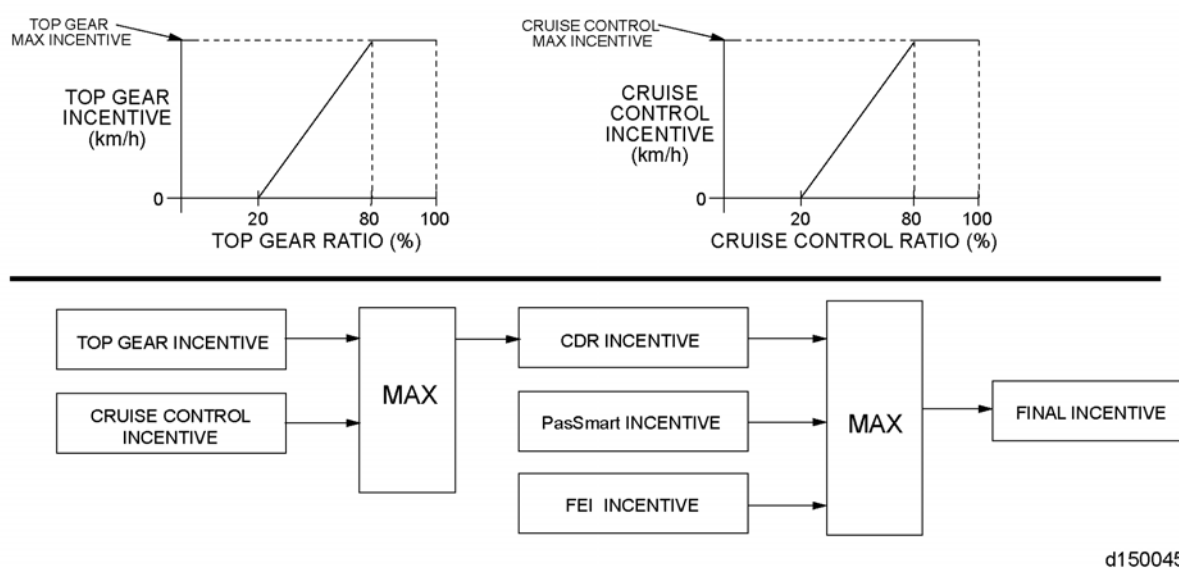 TOP GEAR
MAX INCENTIVE
TOP GEAR
INCENTIVE
(km/h)
0
20
80
100
TOP GEAR RATIO (%)
CRUISE CONTROL
MAX INCENTIVE
CRUISE
CONTROL
INCENTIVE
(km/h)
0
20
80
100
CRUISE CONTROL RATIO (%)
TOP GEAR INCENTIVE
CRUISE CONTROL
INCENTIVE
MAX
CDR INCENTIVE
PasSmart INCENTIVE
FEI INCENTIVE
MAX
FINAL INCENTIVE
d150045